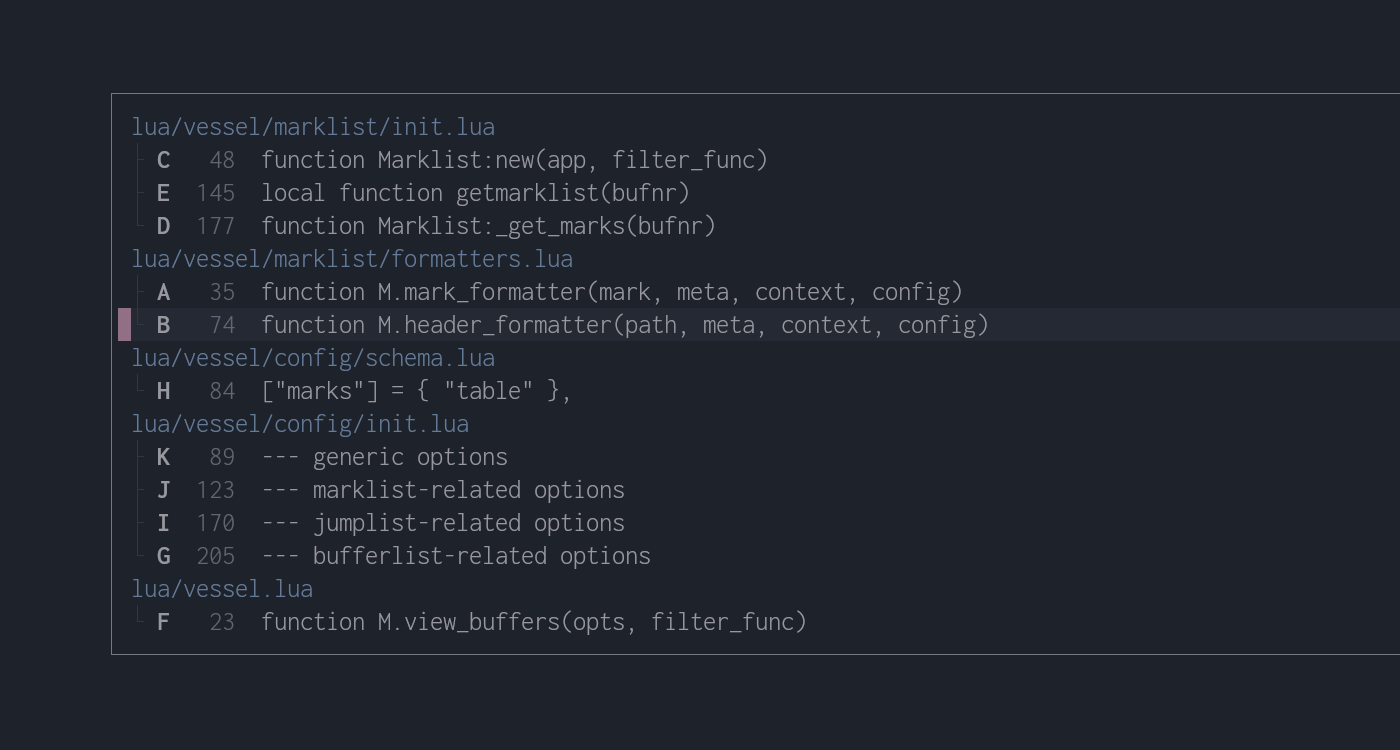 lua/vessel/marklist/init.lua
C 48 function Marklist:new(app, filter_func)
E 145 local function getmarklist(bufnr)
D 177 function Marklist:_get_marks(bufnr)
lua/vessel/marklist/formatters.lua
A 35 function M.mark_formatter(mark, meta, context, config)
B 74 function M.header_formatter(path, meta, context, config)
lua/vessel/config/schema.lua
H 84 ["marks"] = { "table" },
lua/vessel/config/init.lua
K 89 --- generic options
J 123 --- marklist-related options
I 170 --- jumplist-related options
G 205 --- bufferlist-related options
lua/vessel.lua
F 23 function M.view_buffers(opts, filter_func)